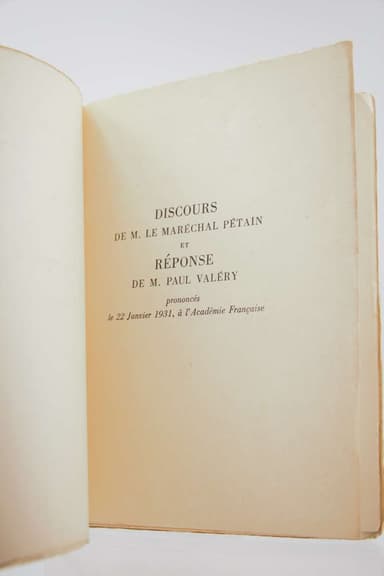 DISCOURS
DE M. LE MARÉCHAL PÉTAIN
ET
RÉPONSE
DE M. PAUL VALÉRY
prononcés
le 22 Janvier 1931, à l'Académie Française